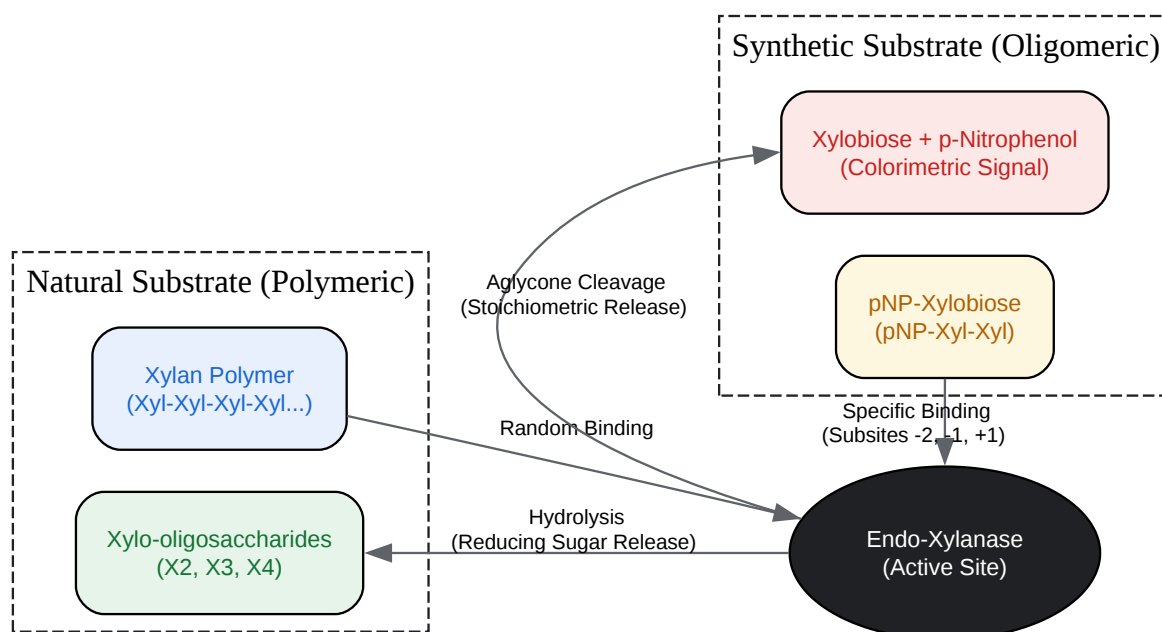 Synthetic Substrate (Oligomeric)
Xylobiose + p-Nitrophenol
(Colorimetric Signal)
Aglycone Cleavage
(Stoichiometric Release)
Natural Substrate (Polymeric)
pNP-Xylobiose
(pNP-Xyl-Xyl)
Xylan Polymer
(Xyl-Xyl-Xyl-Xyl...)
Specific Binding
(Subsites -2, -1, +1)
Random Binding
Hydrolysis
(Reducing Sugar Release)
Xylo-oligosaccharides
(X2, X3, X4)
Endo-Xylanase
(Active Site)